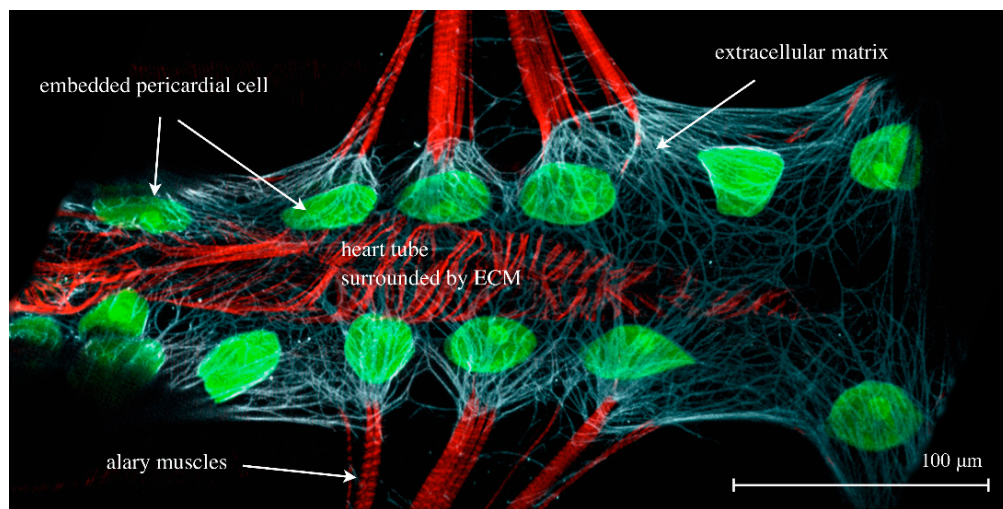 extracellular matrix
embedded pericardial cell
heart tube
surrounded by ECM
alary muscles
100 µm